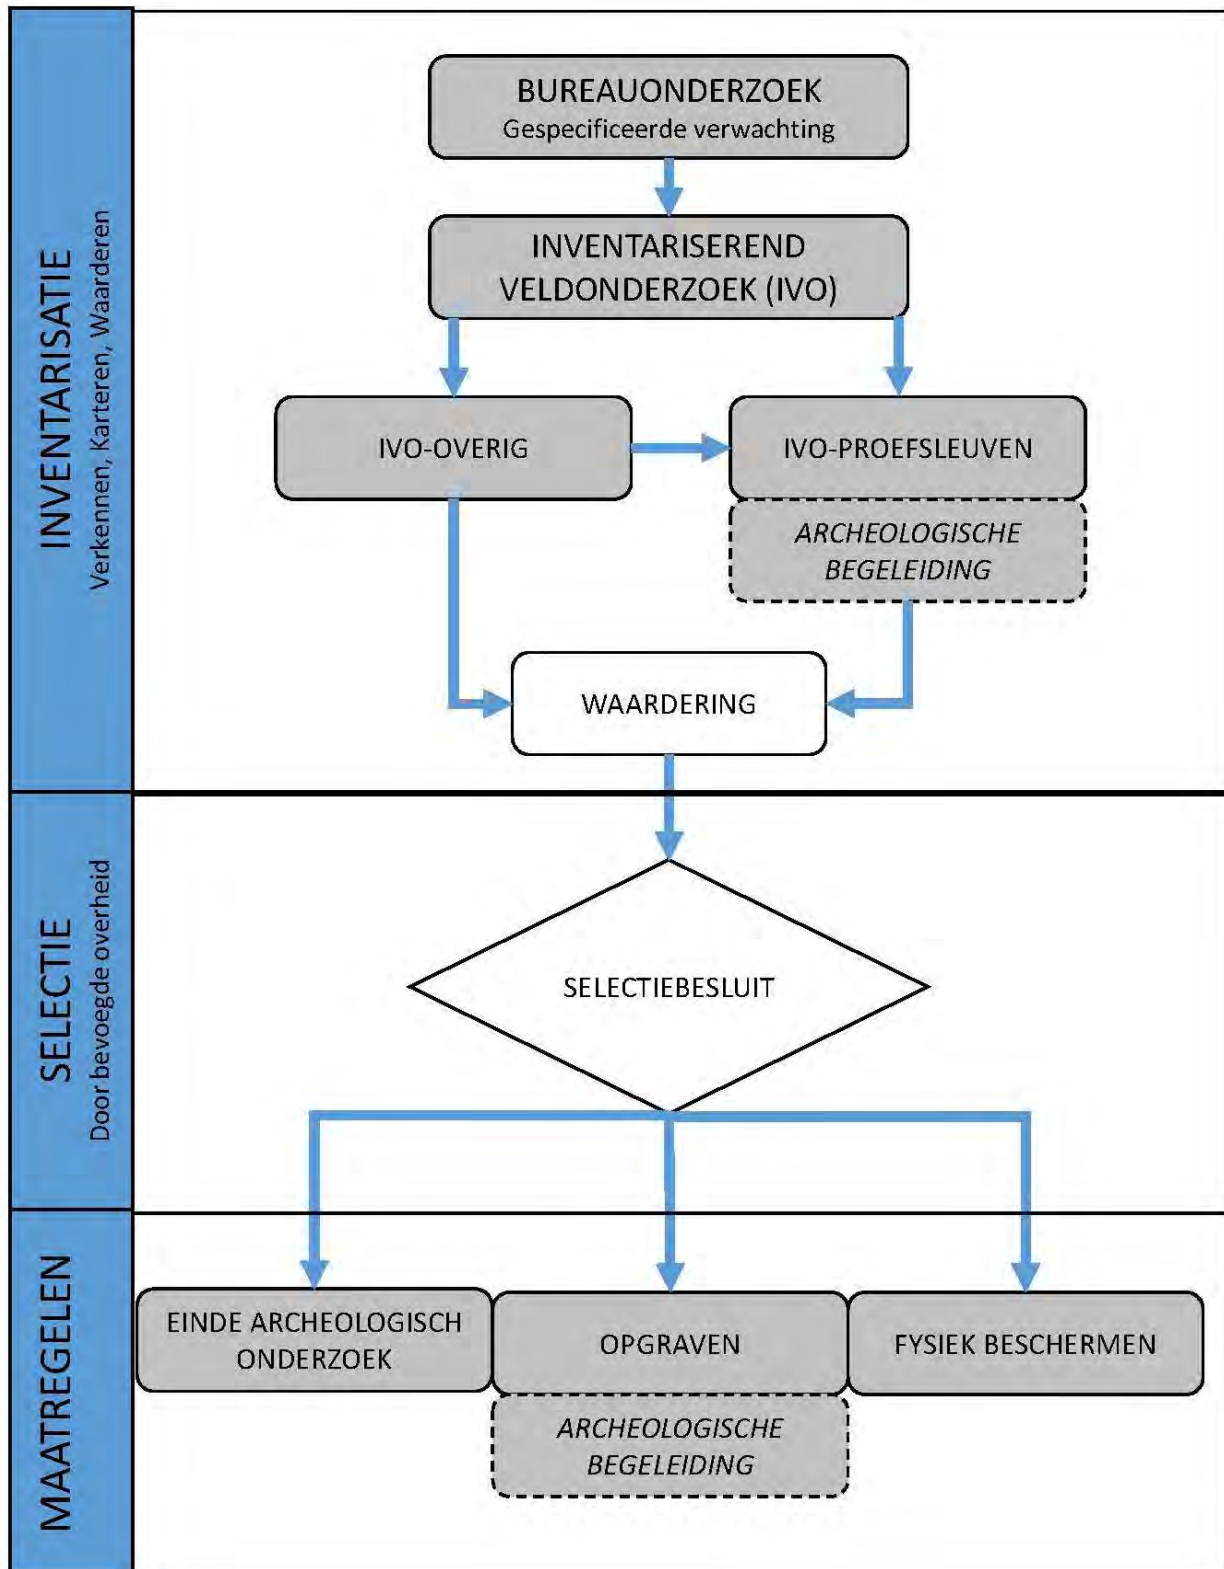 INVENTARISATIE
Verkennen, Karteren, Waarderen
BUREAUONDERZOEK
Gespecificeerde verwachting
INVENTARISEREND
VELDONDERZOEK (IVO)
IVO-OVERIG
IVO-PROEFSLEUVEN
ARCHEOLOGISCHE
BEGELEIDING
WAARDERING
SELECTIE
Door bevoegde overheid
SELECTIEBESLUIT
MAATREGELEN
EINDE ARCHEOLOGISCH
ONDERZOEK
OPGRAVEN
ARCHEOLOGISCHE
BEGELEIDING
FYSIEK BESCHERMEN